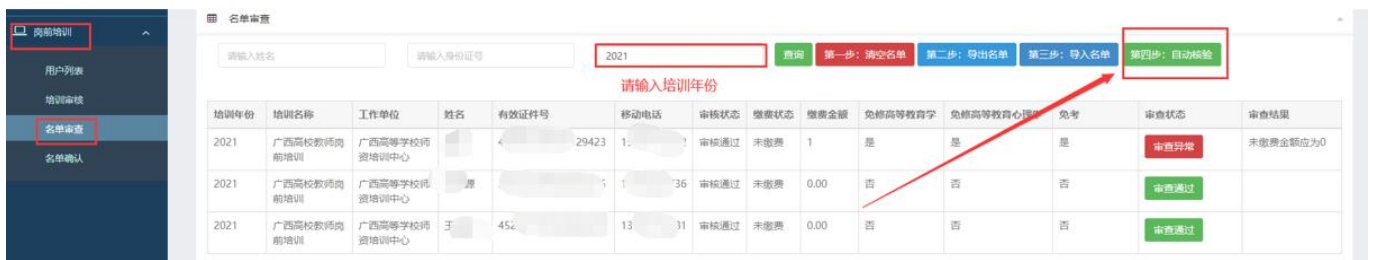 名单审查
岗前培训
用户列表
培训审核
名单审查
名单确认
请输入姓名 请输入身份证号 2021 查询 第一步：清空名单 第二步：导出名单 第三步：导入名单 第四步：自动核验
请输入培训年份
培训年份 培训名称 工作单位 姓名 有效证件号 移动电话 审核状态 缴费状态 缴费金额 免修高等教育学 免修高等教育心理学 免考 审查状态 审查结果
2021 广西高校教师岗 广西高等学校师 29423 审核通过 未缴费 1 是 是 是 审查异常 未缴费金额应为0
前培训 资培训中心
2021 广西高校教师岗 广西高等学校师 源 36 审核通过 未缴费 0.00 否 否 否 审查通过
前培训 资培训中心
2021 广西高校教师岗 广西高等学校师 王 452 13 31 审核通过 未缴费 0.00 否 否 否 审查通过
前培训 资培训中心